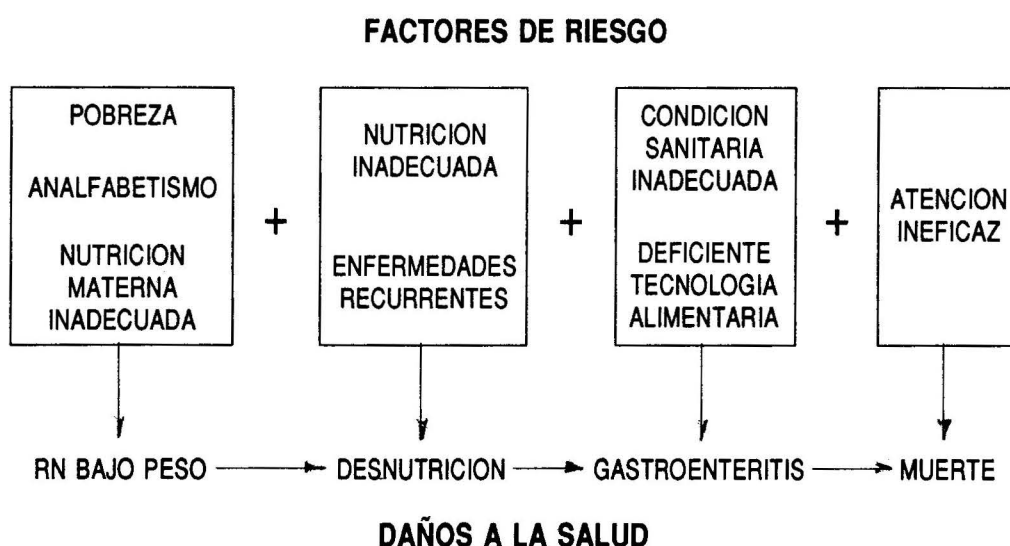 FACTORES DE RIESGO
POBREZA
ANALFABETISMO
NUTRICION
MATERNA
INADECUADA
+
NUTRICION
INADECUADA
ENFERMEDADES
RECURRENTES
+
CONDICION
SANITARIA
INADECUADA
DEFICIENTE
TECNOLOGIA
ALIMENTARIA
+
ATENCION
INEFICAZ
RN BAJO PESO
DESNUTRICION
GASTROENTERITIS
MUERTE
DAÑOS A LA SALUD